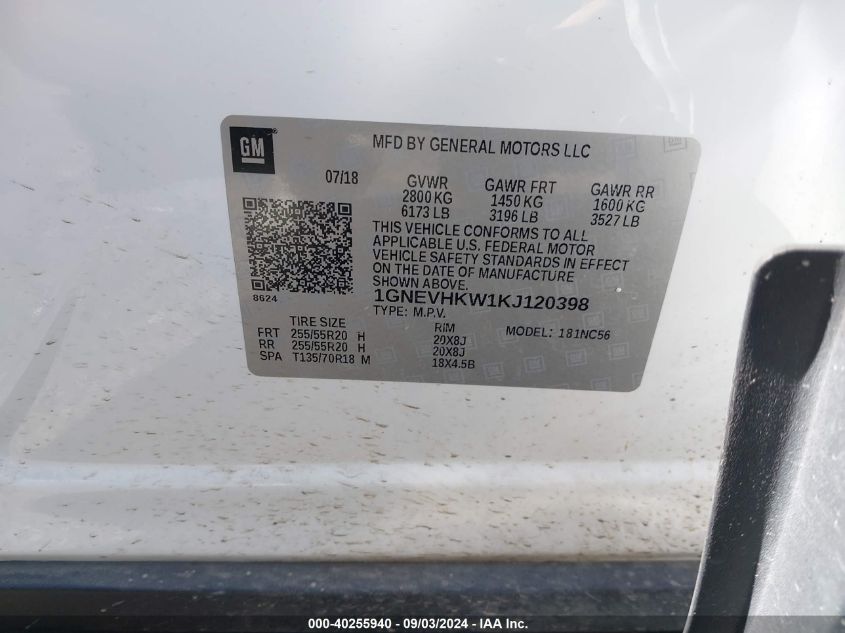 GM ®
MFD BY GENERAL MOTORS LLC
07/18 GVWR GAWR FRT GAWR RR
2800 KG 1450 KG 1600 KG
6173 LB 3196 LB 3527 LB
THIS VEHICLE CONFORMS TO ALL
APPLICABLE U.S. FEDERAL MOTOR
VEHICLE SAFETY STANDARDS IN EFFECT
ON THE DATE OF MANUFACTURE
SHOWN ABOVE.
8624
1GNEVHKW1KJ120398
TYPE: M.P.V.
TIRE SIZE RIM MODEL: 181NC56
FRT 255/55R20 H 20X8J
RR 255/55R20 H 20X8J
SPA T135/70R18 M 18X4.5B
000-40255940 - 09/03/2024 - IAA Inc.